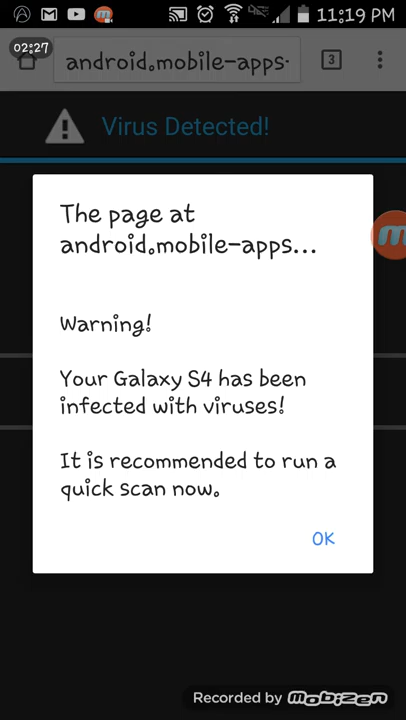 11:19 PM
02:27
android.mobile-apps-
3
Virus Detected!
The page at
android.mobile-apps...
Warning!
Your Galaxy S4 has been
infected with viruses!
It is recommended to run a
quick scan now.
OK
Recorded by mobizen